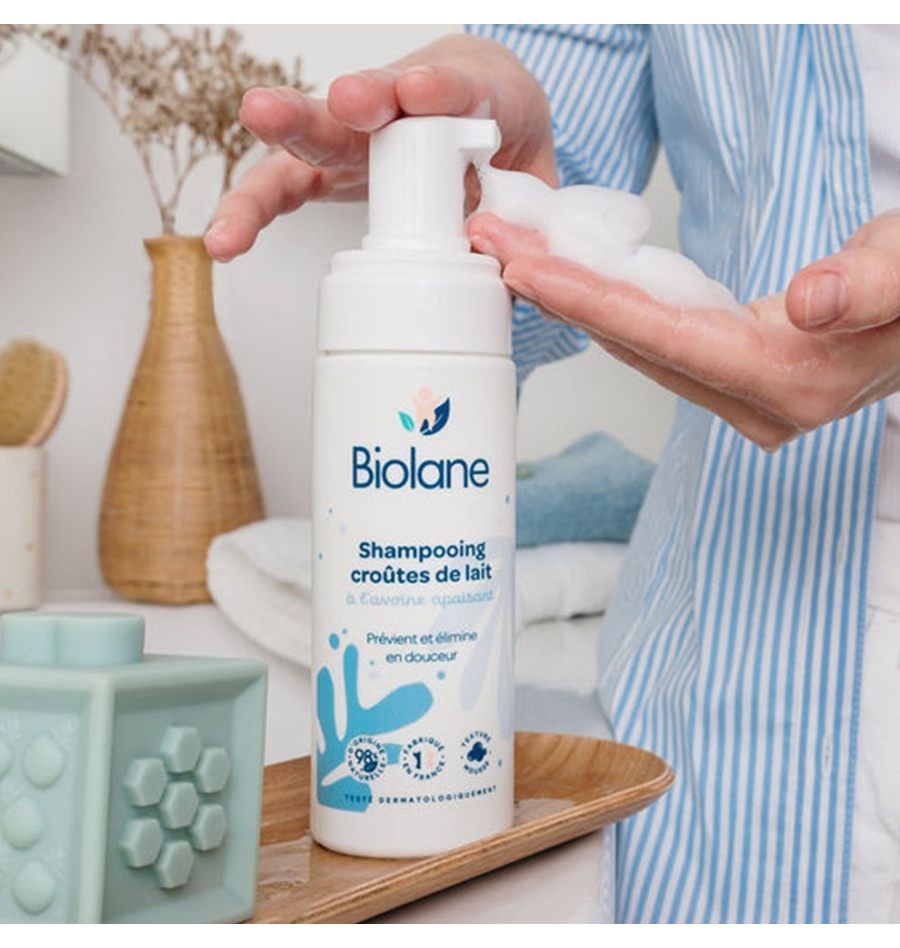 Biolane
Shampooing
croûtes de lait
à l'avoine apaisant
Prévient et élimine
en douceur
D'ORIGINE
98%
NATURELLE
FABRIQUÉ
EN FRANCE
TEXTURE
MOUSSE
TESTÉ DERMATOLOGIQUEMENT